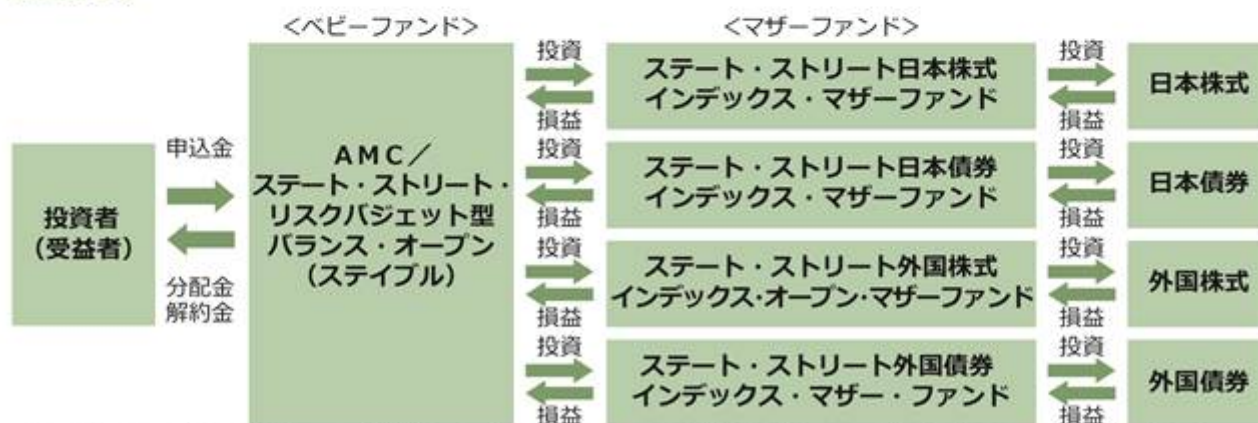 <ベビーファンド>
<マザーファンド>
投資者
(受益者)
申込金
分配金
解約金
AMC/
ステート・ストリート・
リスクバジェット型
バランス・オープン
(ステイブル)
投資
損益
ステート・ストリート日本株式
インデックス・マザーファンド
投資
損益
日本株式
投資
損益
ステート・ストリート日本債券
インデックス・マザーファンド
投資
損益
日本債券
投資
損益
ステート・ストリート外国株式
インデックス・オープン・マザーファンド
投資
損益
外国株式
投資
損益
ステート・ストリート外国債券
インデックス・マザー・ファンド
投資
損益
外国債券